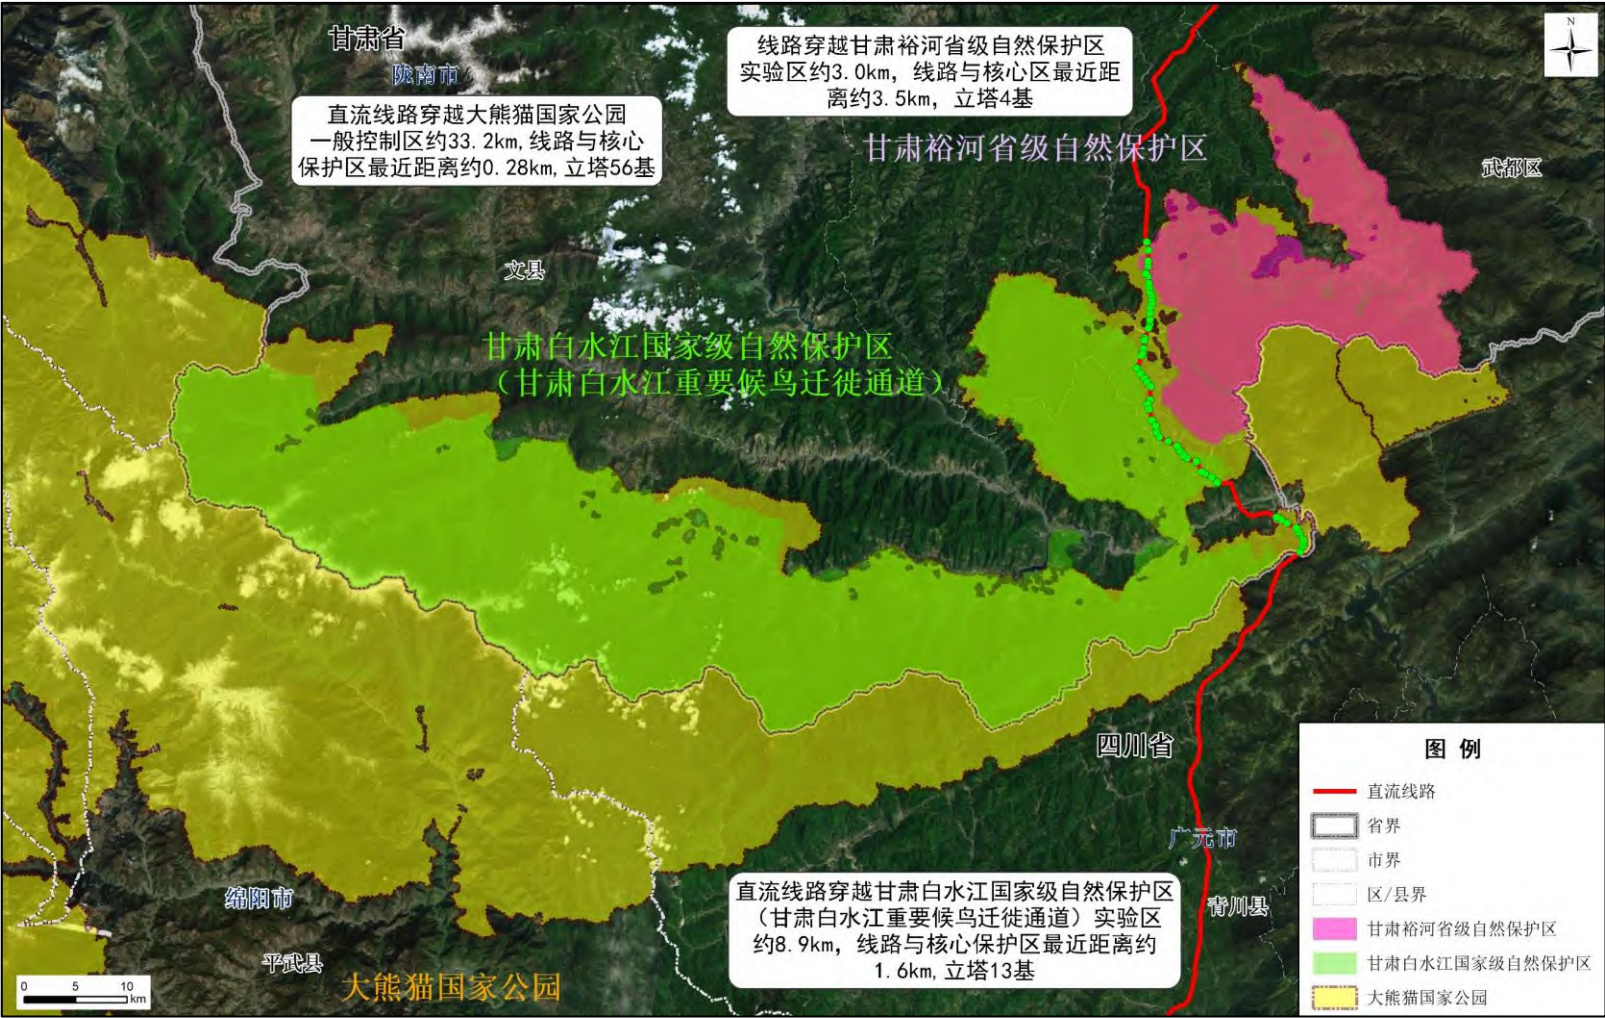 甘肃省
陇南市
线路穿越甘肃裕河省级自然保护区
实验区约3.0km，线路与核心区最近距
离约3.5km，立塔4基
N
直流线路穿越大熊猫国家公园
一般控制区约33.2km,线路与核心
保护区最近距离约0.28km,立塔56基
甘肃裕河省级自然保护区
武都区
文县
甘肃白水江国家级自然保护区
（甘肃白水江重要候鸟迁徙通道）
四川省
广元市
青川县
绵阳市
平武县
大熊猫国家公园
直流线路穿越甘肃白水江国家级自然保护区
（甘肃白水江重要候鸟迁徙通道）实验区
约8.9km，线路与核心保护区最近距离约
1.6km,立塔13基
0 5 10
km
图 例
直流线路
省界
市界
区/县界
甘肃裕河省级自然保护区
甘肃白水江国家级自然保护区
大熊猫国家公园